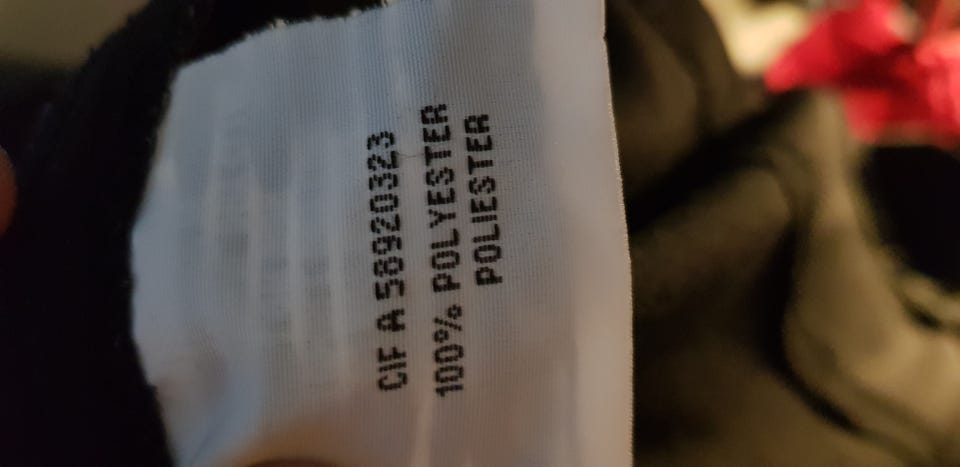 CIF A 58920323
100% POLYESTER
POLIESTER